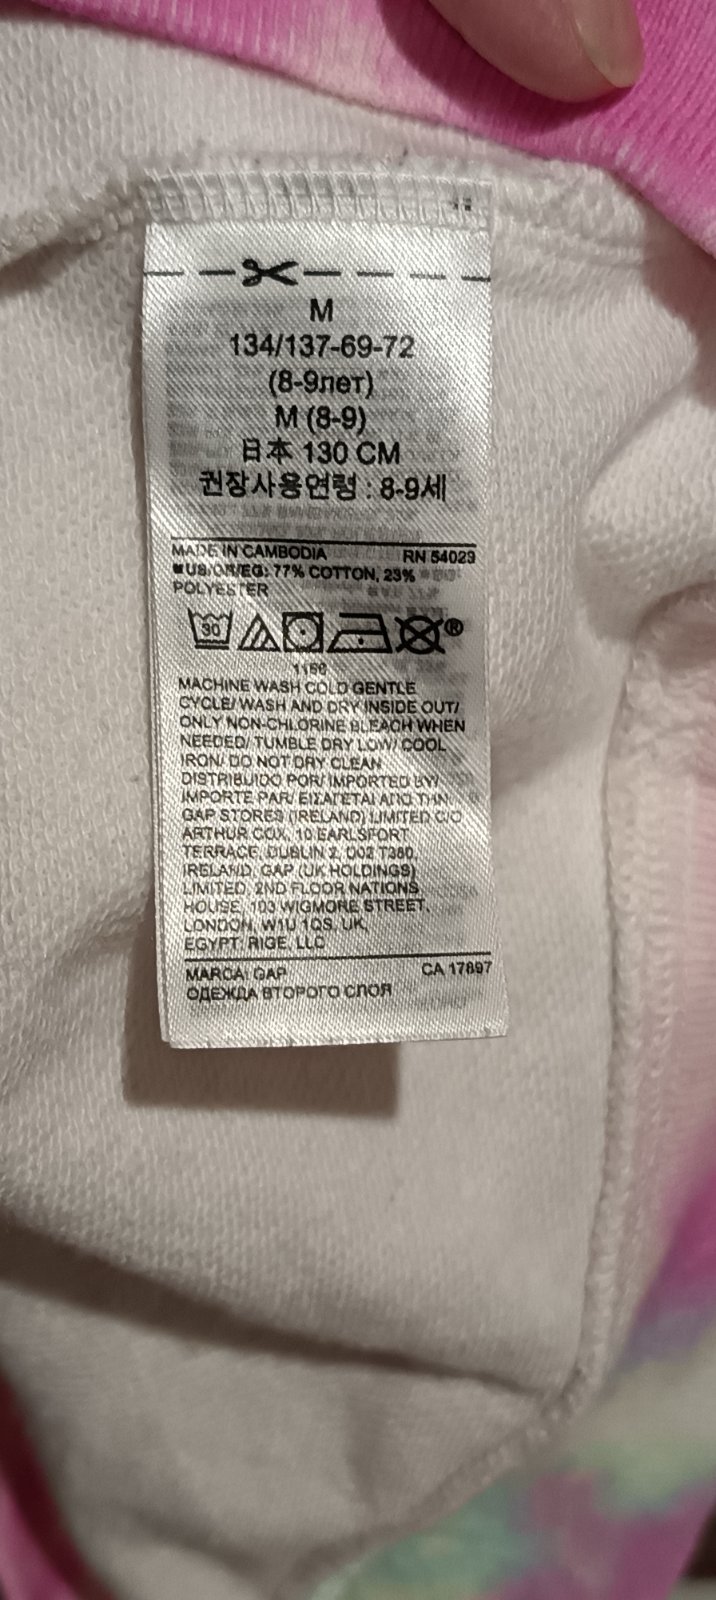 M
134/137-69-72
(8-9лет)
M (8-9)
日本 130 CM
권장사용연령 : 8-9세
MADE IN CAMBODIA RN 54023
US/GB/EG: 77% COTTON, 23%
POLYESTER
30
®
MACHINE WASH COLD GENTLE
CYCLE/ WASH AND DRY INSIDE OUT/
ONLY NON-CHLORINE BLEACH WHEN
NEEDED/ TUMBLE DRY LOW/ COOL
IRON/ DO NOT DRY CLEAN
DISTRIBUIDO POR/ IMPORTED BY/
IMPORTE PAR/ ΕΙΣΑΓΕΤΑΙ ΑΠΟ ΤΗΝ
GAP STORES (IRELAND) LIMITED C/O
ARTHUR COX, 10 EARLSFORT
TERRACE, DUBLIN 2, D02 T380,
IRELAND, GAP (UK HOLDINGS)
LIMITED, 2ND FLOOR NATIONS
HOUSE, 103 WIGMORE STREET,
LONDON, W1U 1QS, UK,
EGYPT: RIGE, LLC
MARCA: GAP CA 17897
ОДЕЖДА ВТОРОГО СЛОЯ